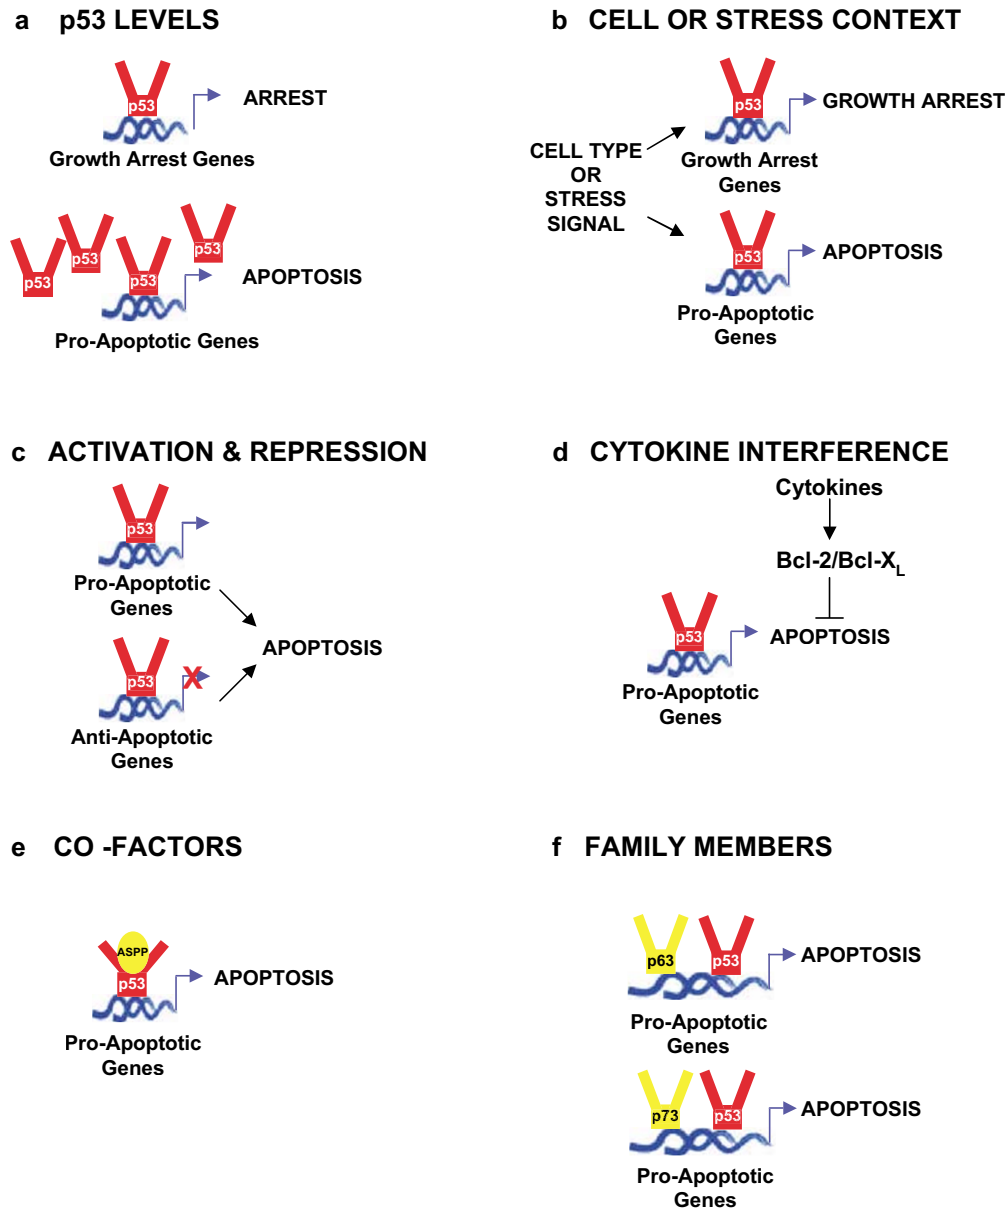 a p53 LEVELS
p53
ARREST
Growth Arrest Genes
p53
p53
p53
p53
APOPTOSIS
Pro-Apoptotic Genes
b CELL OR STRESS CONTEXT
p53
GROWTH ARREST
CELL TYPE
OR
STRESS
SIGNAL
Growth Arrest
Genes
p53
APOPTOSIS
Pro-Apoptotic
Genes
c ACTIVATION & REPRESSION
p53
Pro-Apoptotic
Genes
APOPTOSIS
p53
X
Anti-Apoptotic
Genes
d CYTOKINE INTERFERENCE
Cytokines
Bcl-2/Bcl-XL
p53
APOPTOSIS
Pro-Apoptotic
Genes
e CO -FACTORS
ASPP
p53
APOPTOSIS
Pro-Apoptotic
Genes
f FAMILY MEMBERS
p63
p53
APOPTOSIS
Pro-Apoptotic
Genes
p73
p53
APOPTOSIS
Pro-Apoptotic
Genes